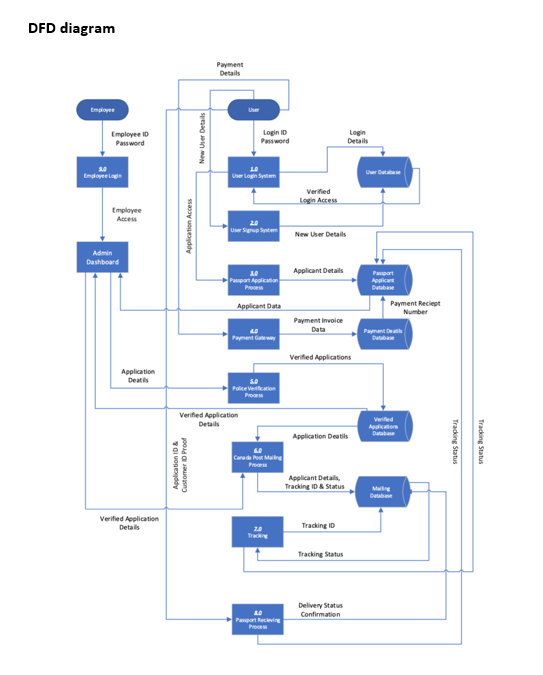 DFD diagram
Payment
Details
Employee
User
Employee ID
Password
New User Details
Login ID
Password
Login
Details
9.0
Employee Login
1.0
User Login System
User Database
Verified
Login Access
Employee
Access
Application Access
2.0
User Signup System
New User Details
Admin
Dashboard
3.0
Passport Application
Process
Applicant Details
Passport
Applicant
Database
Applicant Data
Payment Reciept
Number
4.0
Payment Gateway
Payment Invoice
Data
Payment Deatils
Database
Verified Applications
Application
Deatils
5.0
Police Verification
Process
Verified Application
Details
Verified
Applications
Database
Application Deatils
Application ID &
Customer ID Proof
6.0
Canada Post Mailing
Process
Tracking Status
Tracking Status
Applicant Details,
Tracking ID & Status
Mailing
Database
Verified Application
Details
7.0
Tracking
Tracking ID
Tracking Status
8.0
Passport Recieving
Process
Delivery Status
Confirmation